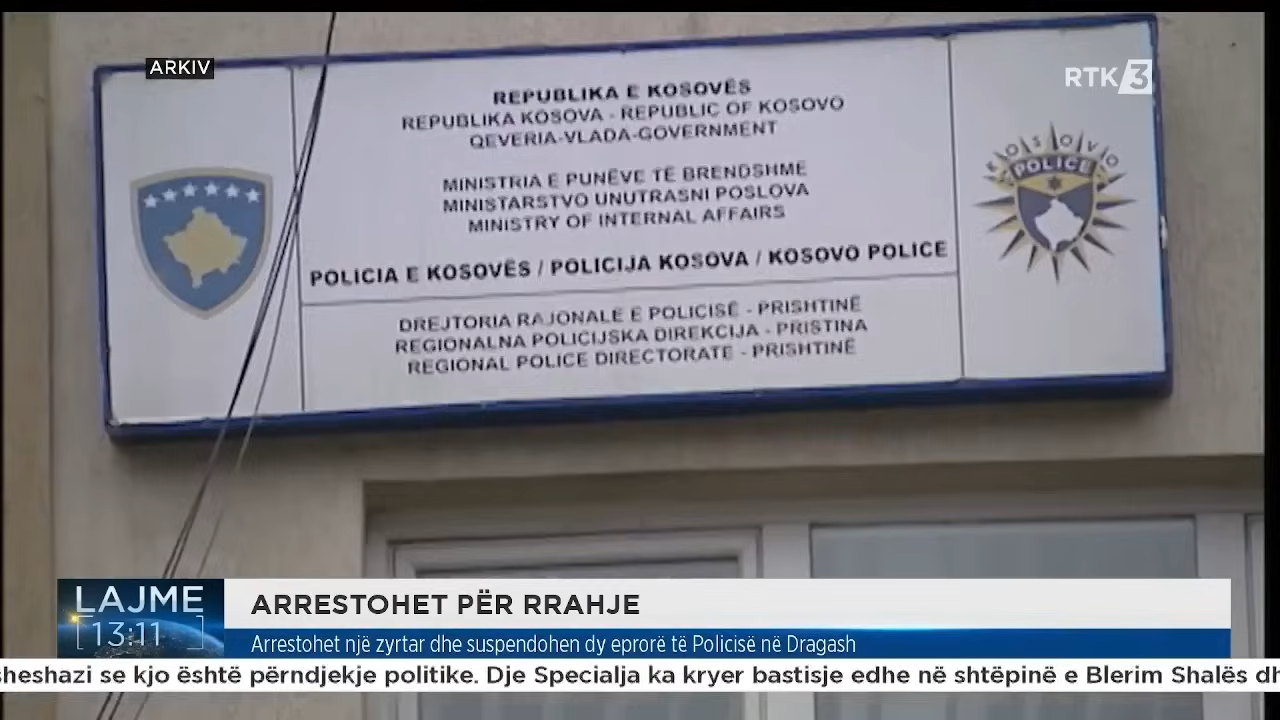 ARKIV
RTK 3
REPUBLIKA E KOSOVËS
REPUBLIKA KOSOVA - REPUBLIC OF KOSOVO
QEVERIA-VLADA-GOVERNMENT
MINISTRIA E PUNËVE TË BRENDSHME
MINISTARSTVO UNUTRASNI POSLOVA
MINISTRY OF INTERNAL AFFAIRS
POLICIA E KOSOVËS / POLICIJA KOSOVA / KOSOVO POLICE
DREJTORIA RAJONALE E POLICISË - PRISHTINË
REGIONALNA POLICIJSKA DIREKCIJA - PRISTINA
REGIONAL POLICE DIRECTORATE - PRISHTINË
KOSOVO
POLICE
LAJME
13:11
ARRESTOHET PËR RRAHJE
Arrestohet një zyrtar dhe suspendohen dy eprorë të Policisë në Dragash
sheshazi se kjo është përndjekje politike. Dje Specialja ka kryer bastisje edhe në shtëpinë e Blerim Shalës dh